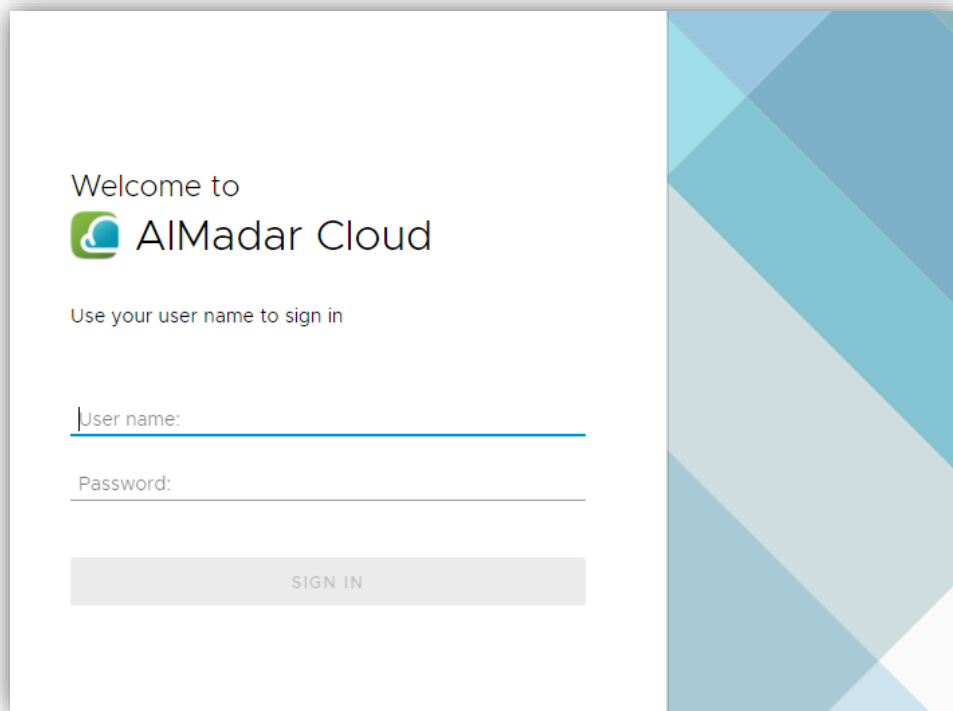 Welcome to
AlMadar Cloud
Use your user name to sign in
User name:
Password:
SIGN IN